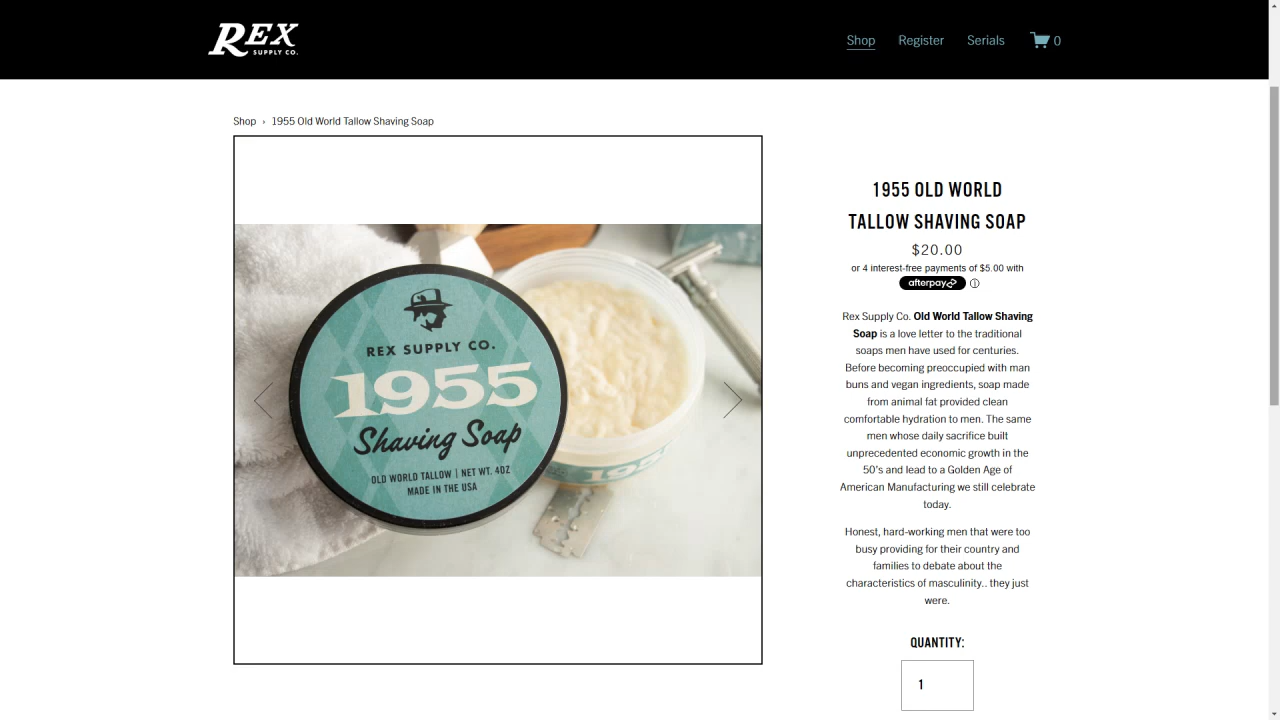 REX
SUPPLY CO.
Shop
Register
Serials
0
Shop › 1955 Old World Tallow Shaving Soap
REX SUPPLY CO.
1955
Shaving Soap
OLD WORLD TALLOW | NET WT. 4OZ
MADE IN THE USA
195
1955 OLD WORLD
TALLOW SHAVING SOAP
$20.00
or 4 interest-free payments of $5.00 with
afterpay
Rex Supply Co. Old World Tallow Shaving
Soap is a love letter to the traditional
soaps men have used for centuries.
Before becoming preoccupied with man
buns and vegan ingredients, soap made
from animal fat provided clean
comfortable hydration to men. The same
men whose daily sacrifice built
unprecedented economic growth in the
50's and lead to a Golden Age of
American Manufacturing we still celebrate
today.
Honest, hard-working men that were too
busy providing for their country and
families to debate about the
characteristics of masculinity.. they just
were.
QUANTITY:
1